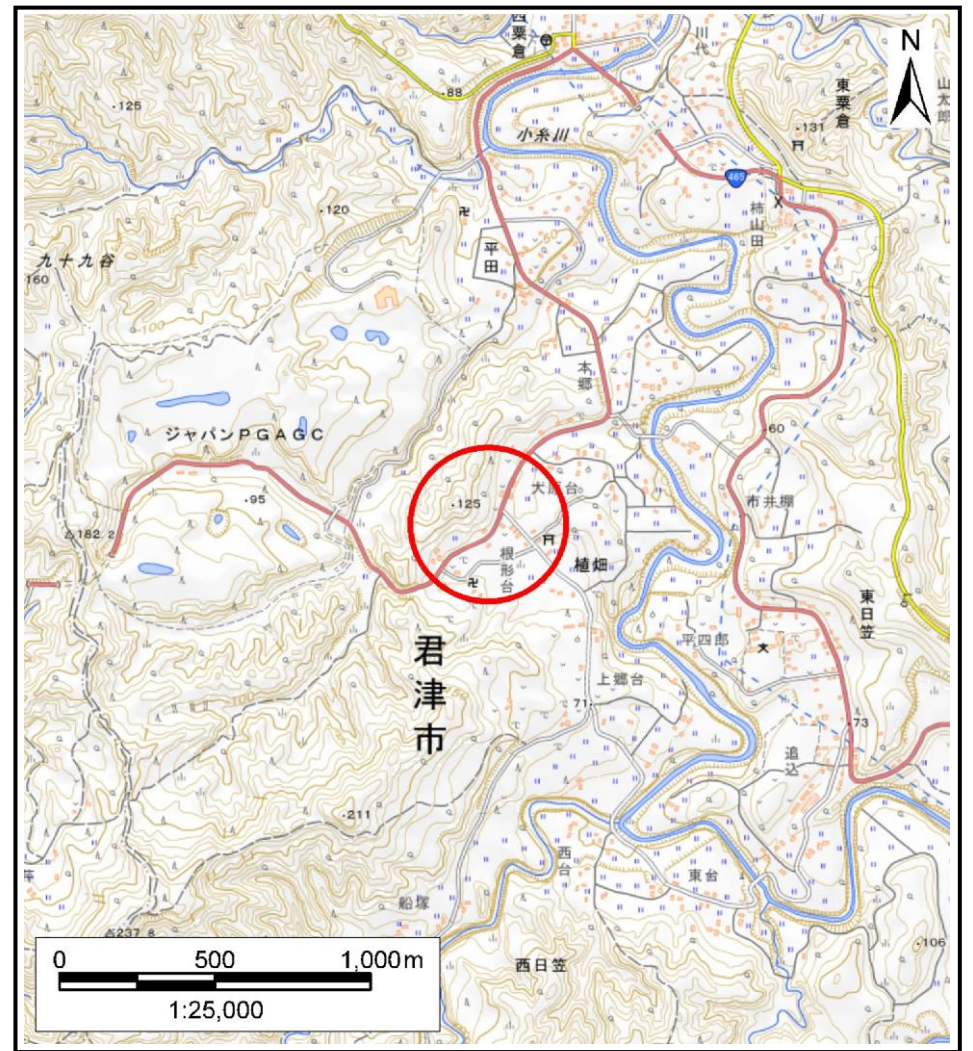 西粟倉
川代
N
山太郎
東粟倉
・125
・88
小糸川
・131
465
・120
柿山田
平田
九十九谷
160
・100
本郷
ジャパンPGAGC
・60
・95
・125
大原台
市井棚
△182.2
根形台
植畑
東日笠
君津市
平四郎
上郷台
71
・73
追込
・211
西台
東台
船塚
△237.8
・106
西日笠
0 500 1,000m
1:25,000